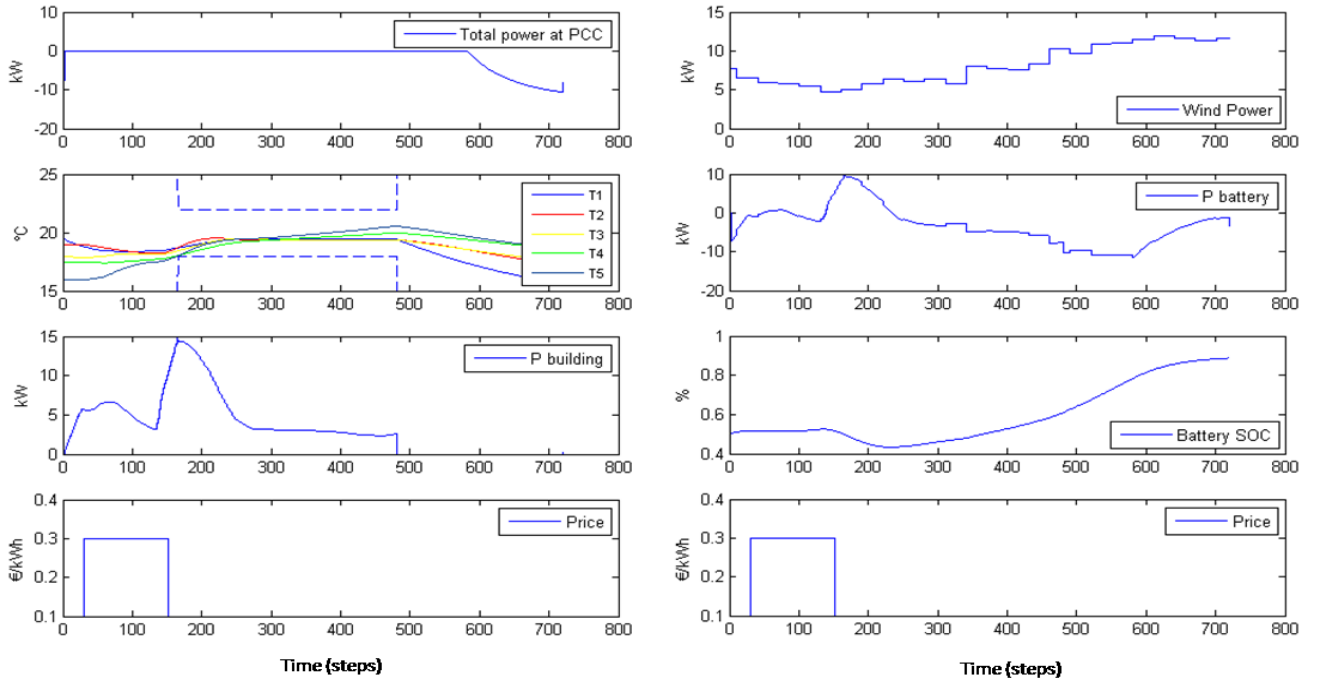 10
0
-10
-20
kW
Total power at PCC
0 100 200 300 400 500 600 700 800
15
10
5
0
kW
Wind Power
0 100 200 300 400 500 600 700 800
25
20
15
°C
T1
T2
T3
T4
T5
0 100 200 300 400 500 600 700 800
10
0
-10
-20
kW
P battery
0 100 200 300 400 500 600 700 800
15
10
5
0
kW
P building
0 100 200 300 400 500 600 700 800
1
0.8
0.6
0.4
%
Battery SOC
0 100 200 300 400 500 600 700 800
0.4
0.3
0.2
0.1
€/kWh
Price
0 100 200 300 400 500 600 700 800
Time (steps)
0.4
0.3
0.2
0.1
€/kWh
Price
0 100 200 300 400 500 600 700 800
Time (steps)